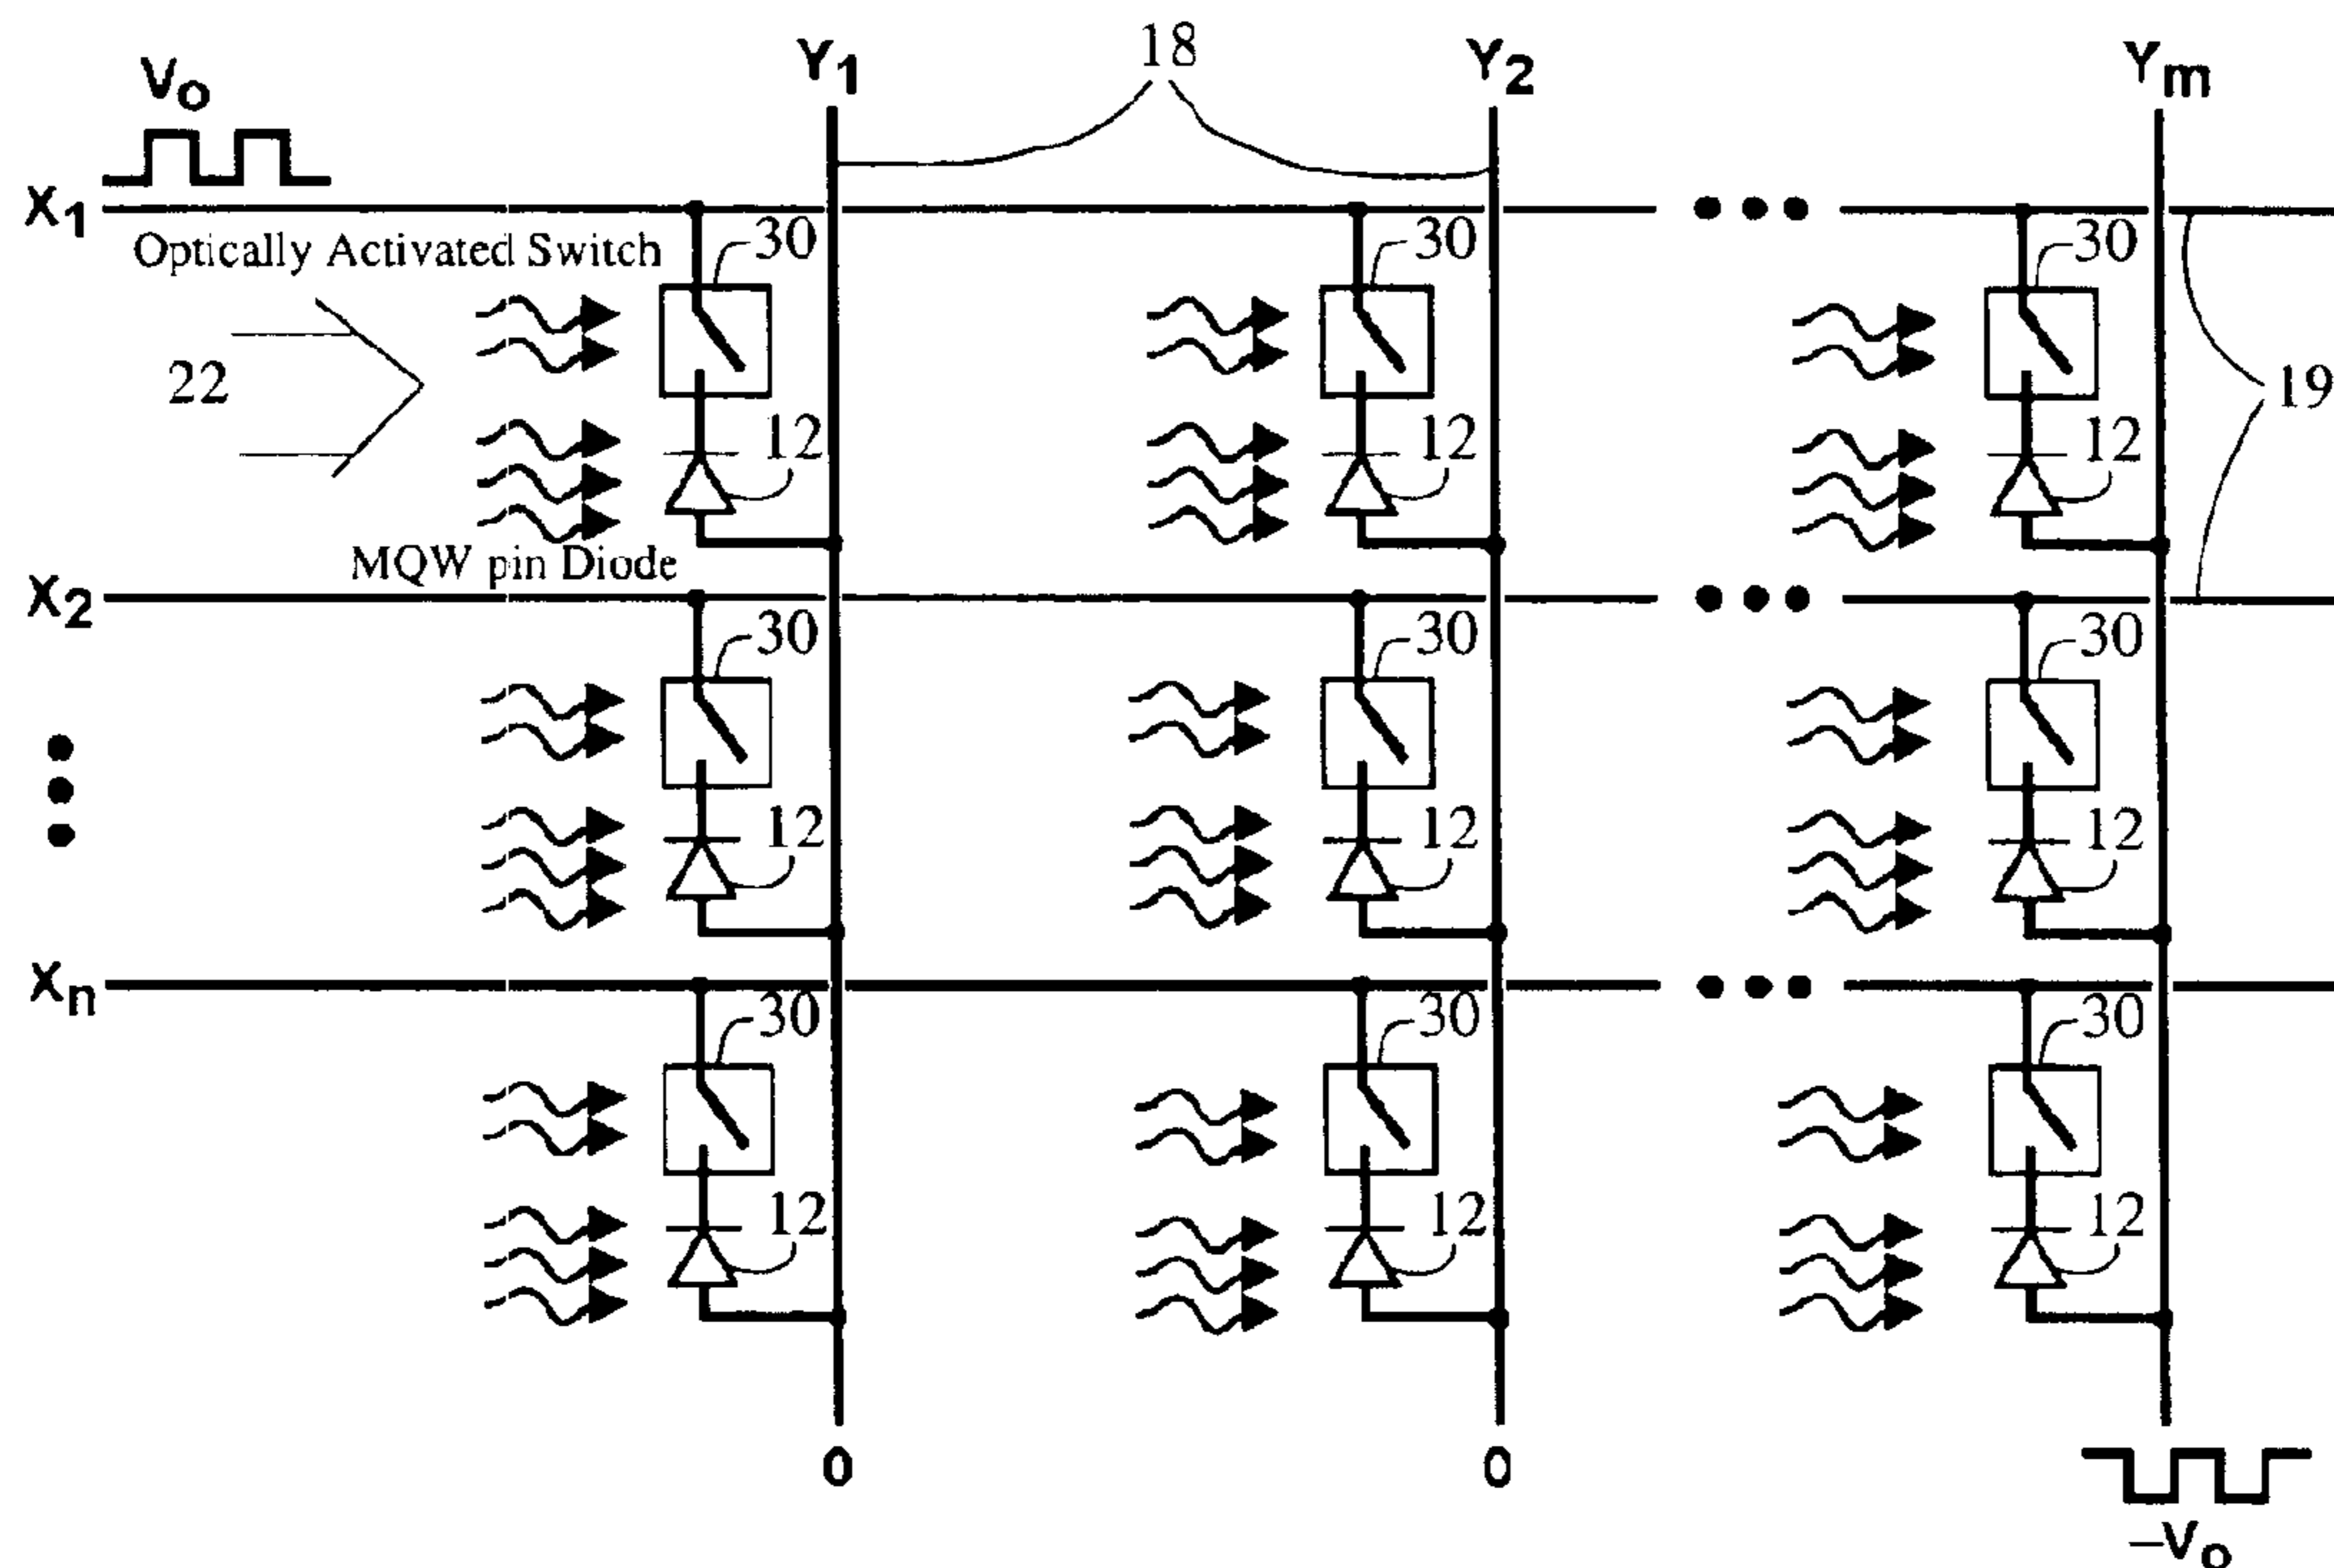 18
Y1 Y2 Ym
Vo
X1
30 30 30
Optically Activated Switch
22
19
12 12 12
MQW pin Diode
X2
30 30 30
12 12 12
Xn
30 30 30
12 12 12
0 0
–Vo